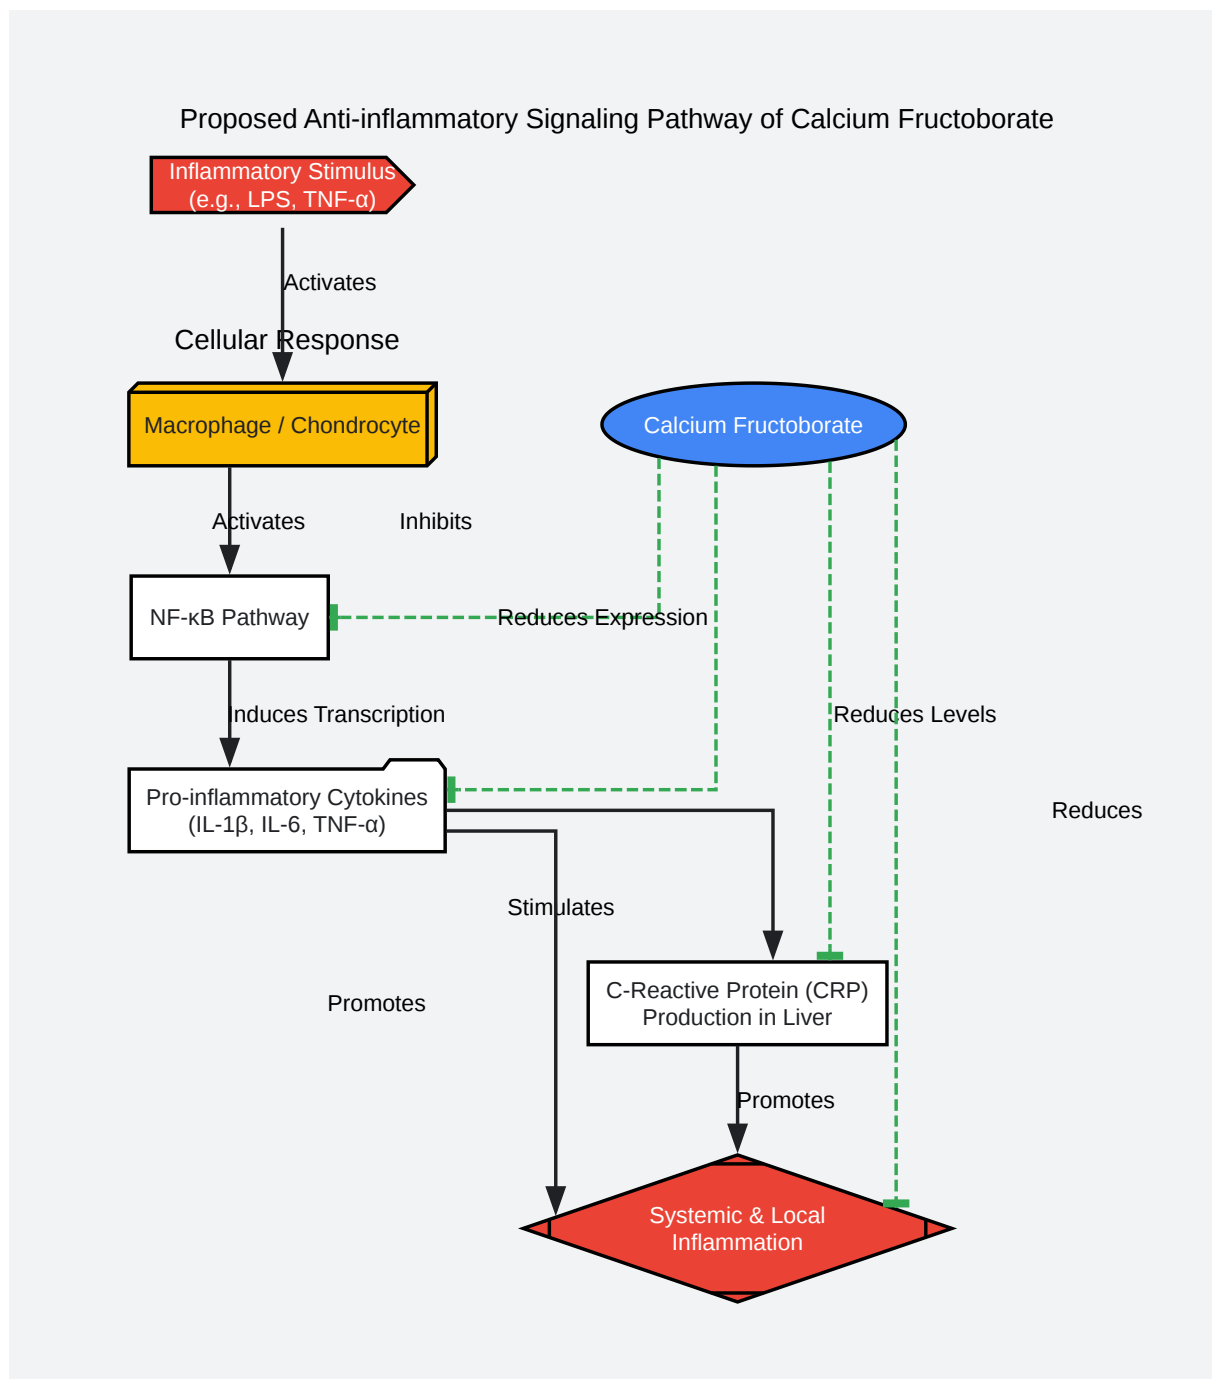 Proposed Anti-inflammatory Signaling Pathway of Calcium Fructoborate
Inflammatory Stimulus
(e.g., LPS, TNF-α)
Activates
Cellular Response
Macrophage / Chondrocyte
Calcium Fructoborate
Activates
Inhibits
NF-κB Pathway
Reduces Expression
Induces Transcription
Reduces Levels
Pro-inflammatory Cytokines
(IL-1β, IL-6, TNF-α)
Reduces
Stimulates
Promotes
C-Reactive Protein (CRP)
Production in Liver
Promotes
Systemic & Local
Inflammation